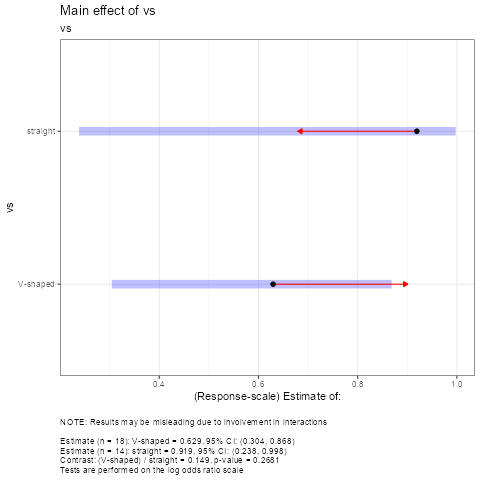 Main effect of vs
vs
straight
V-shaped
vs
0.4 0.6 0.8 1.0
(Response-scale) Estimate of:
NOTE: Results may be misleading due to involvement in interactions
Estimate (n = 18): V-shaped = 0.629, 95% CI: (0.304, 0.868)
Estimate (n = 14): straight = 0.919, 95% CI: (0.238, 0.998)
Contrast: (V-shaped) / straight = 0.149, p-value = 0.2681
Tests are performed on the log odds ratio scale